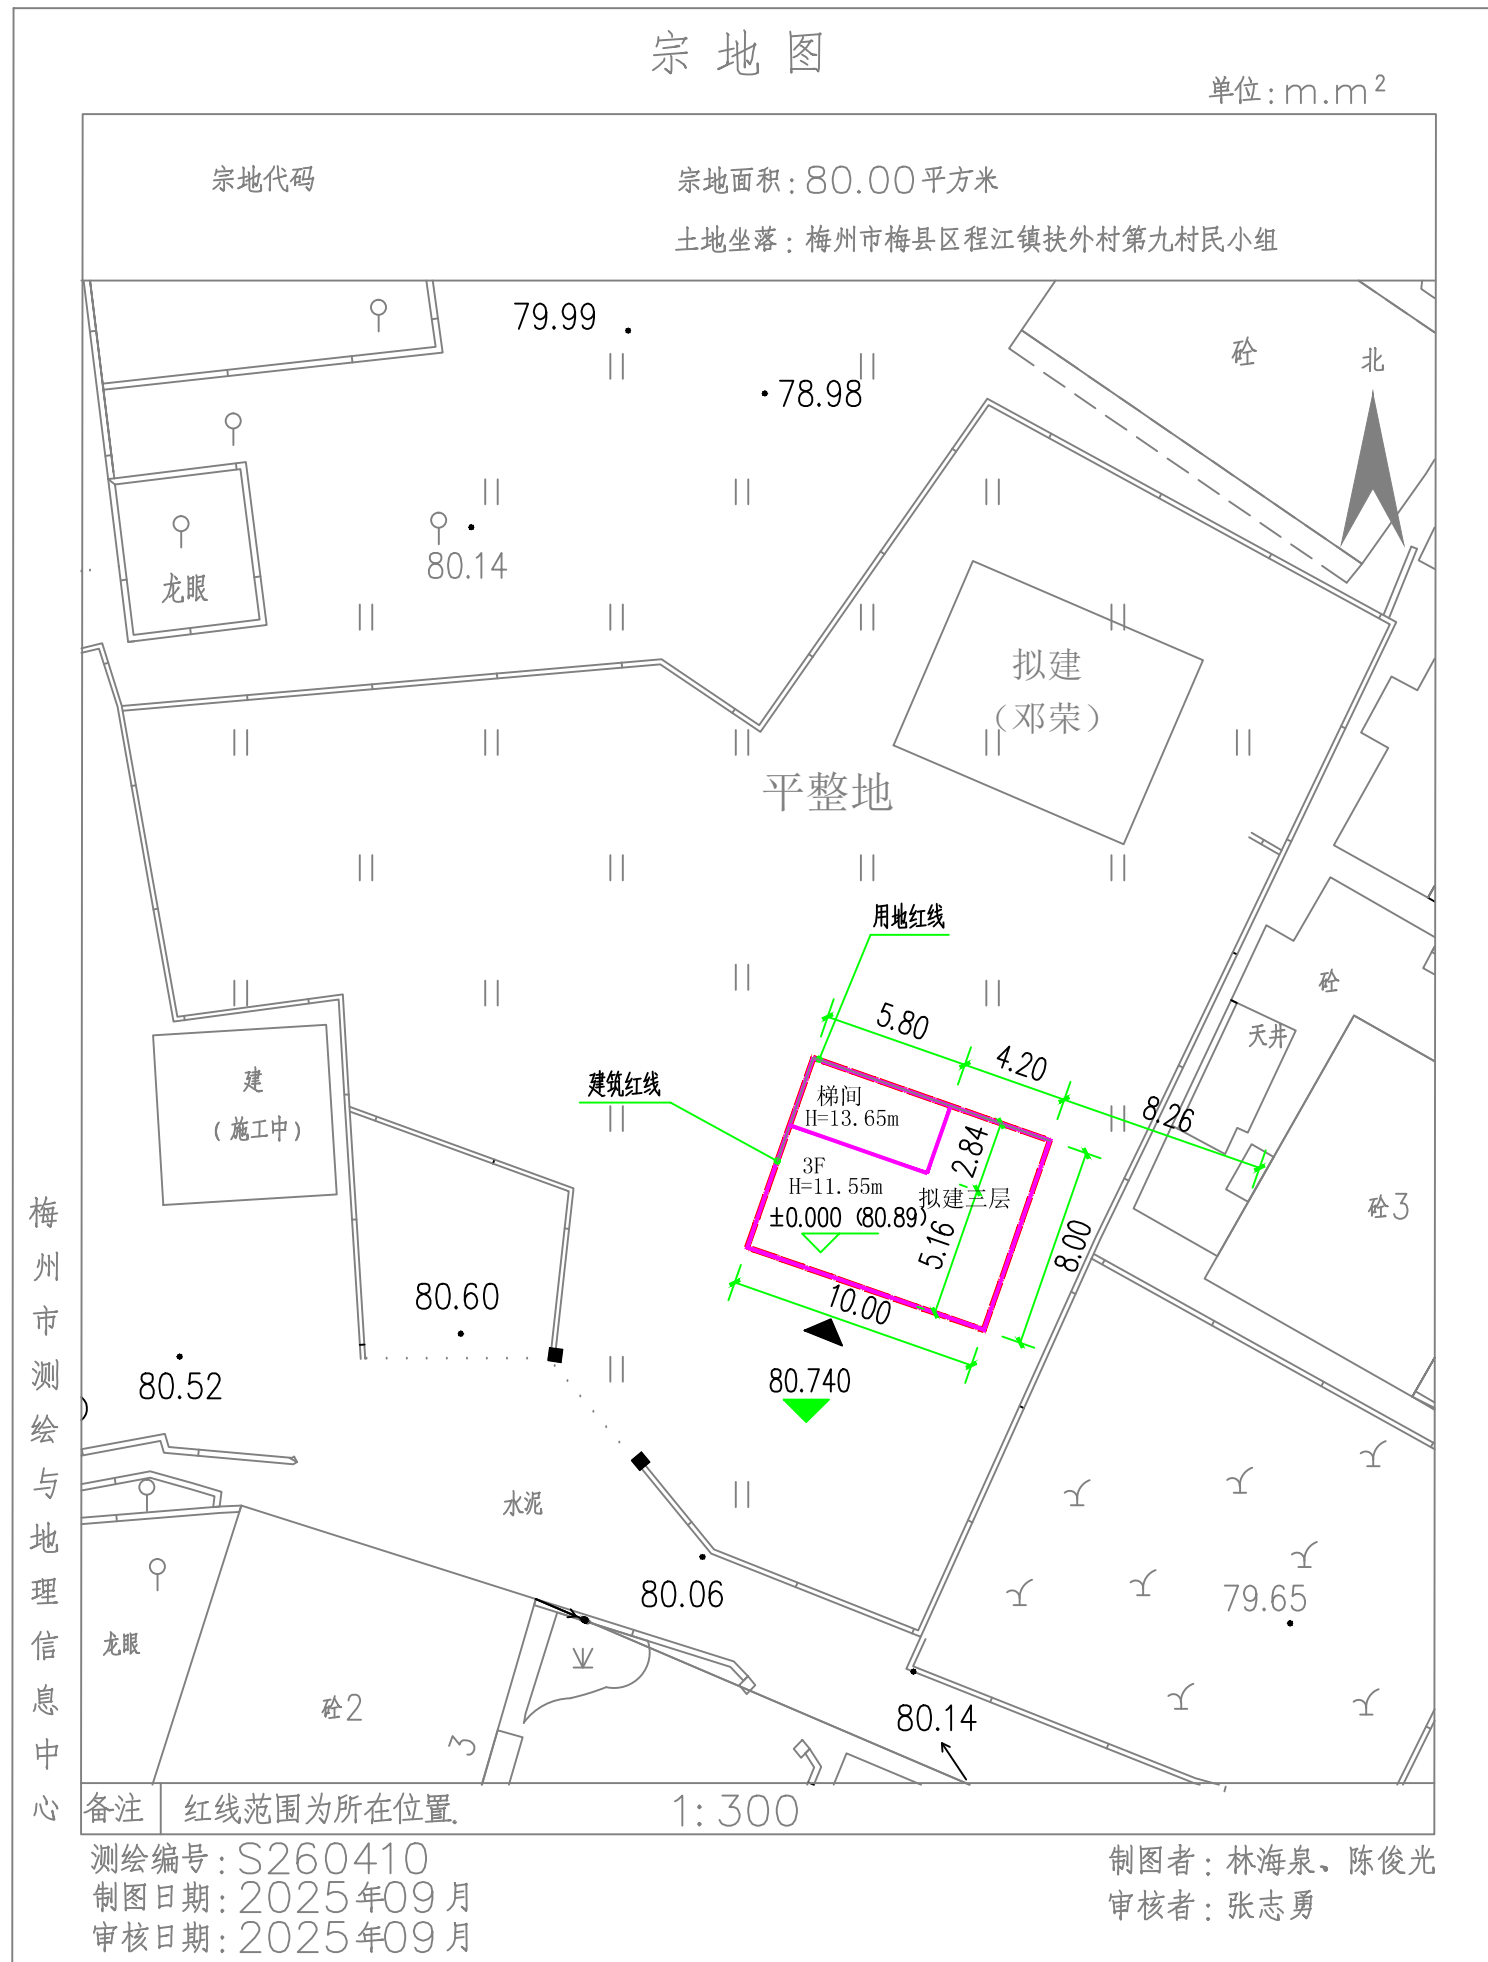 宗地图
单位：m.m²
宗地代码
宗地面积：80.00平方米
土地坐落：梅州市梅县区程江镇扶外村第九村民小组
79.99
78.98
砼
北
80.14
龙眼
拟建
（邓荣）
平整地
用地红线
砼
天井
5.80
4.20
8.26
建
（施工中）
建筑红线
梯间
H=13.65m
2.84
3F
H=11.55m
拟建三层
±0.000（80.89）
5.16
8.00
砼3
10.00
80.60
80.52
80.740
水泥
80.06
79.65
龙眼
砼2
3
80.14
梅州市测绘与地理信息中心
备注
红线范围为所在位置.
1:300
测绘编号：S260410
制图日期：2025年09月
审核日期：2025年09月
制图者：林海泉、陈俊光
审核者：张志勇